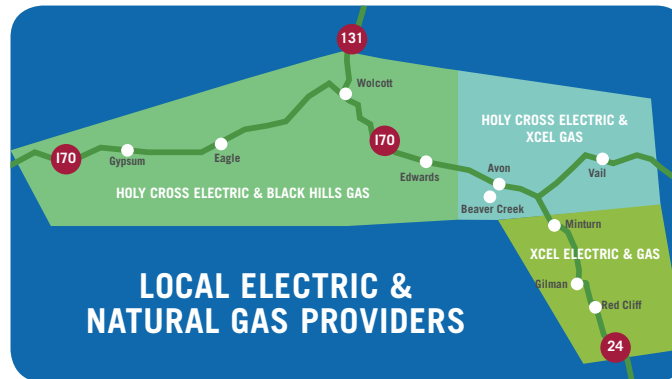 131
Wolcott
HOLY CROSS ELECTRIC &
XCEL GAS
I70
I70
Gypsum
Eagle
Edwards
Avon
Vail
HOLY CROSS ELECTRIC & BLACK HILLS GAS
Beaver Creek
Minturn
XCEL ELECTRIC & GAS
LOCAL ELECTRIC &
NATURAL GAS PROVIDERS
Gilman
Red Cliff
24